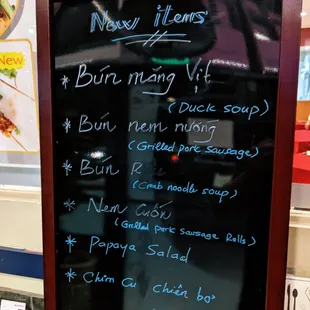 New
New items
* Bún măng Vịt
(Duck soup)
* Bún nem nướng
(Grilled pork sausage)
* Bún R
(Crab noodle soup)
* Nem Cuốn
(Grilled pork sausage Rolls)
* Papaya Salad
* Chim Cu chiên bơ